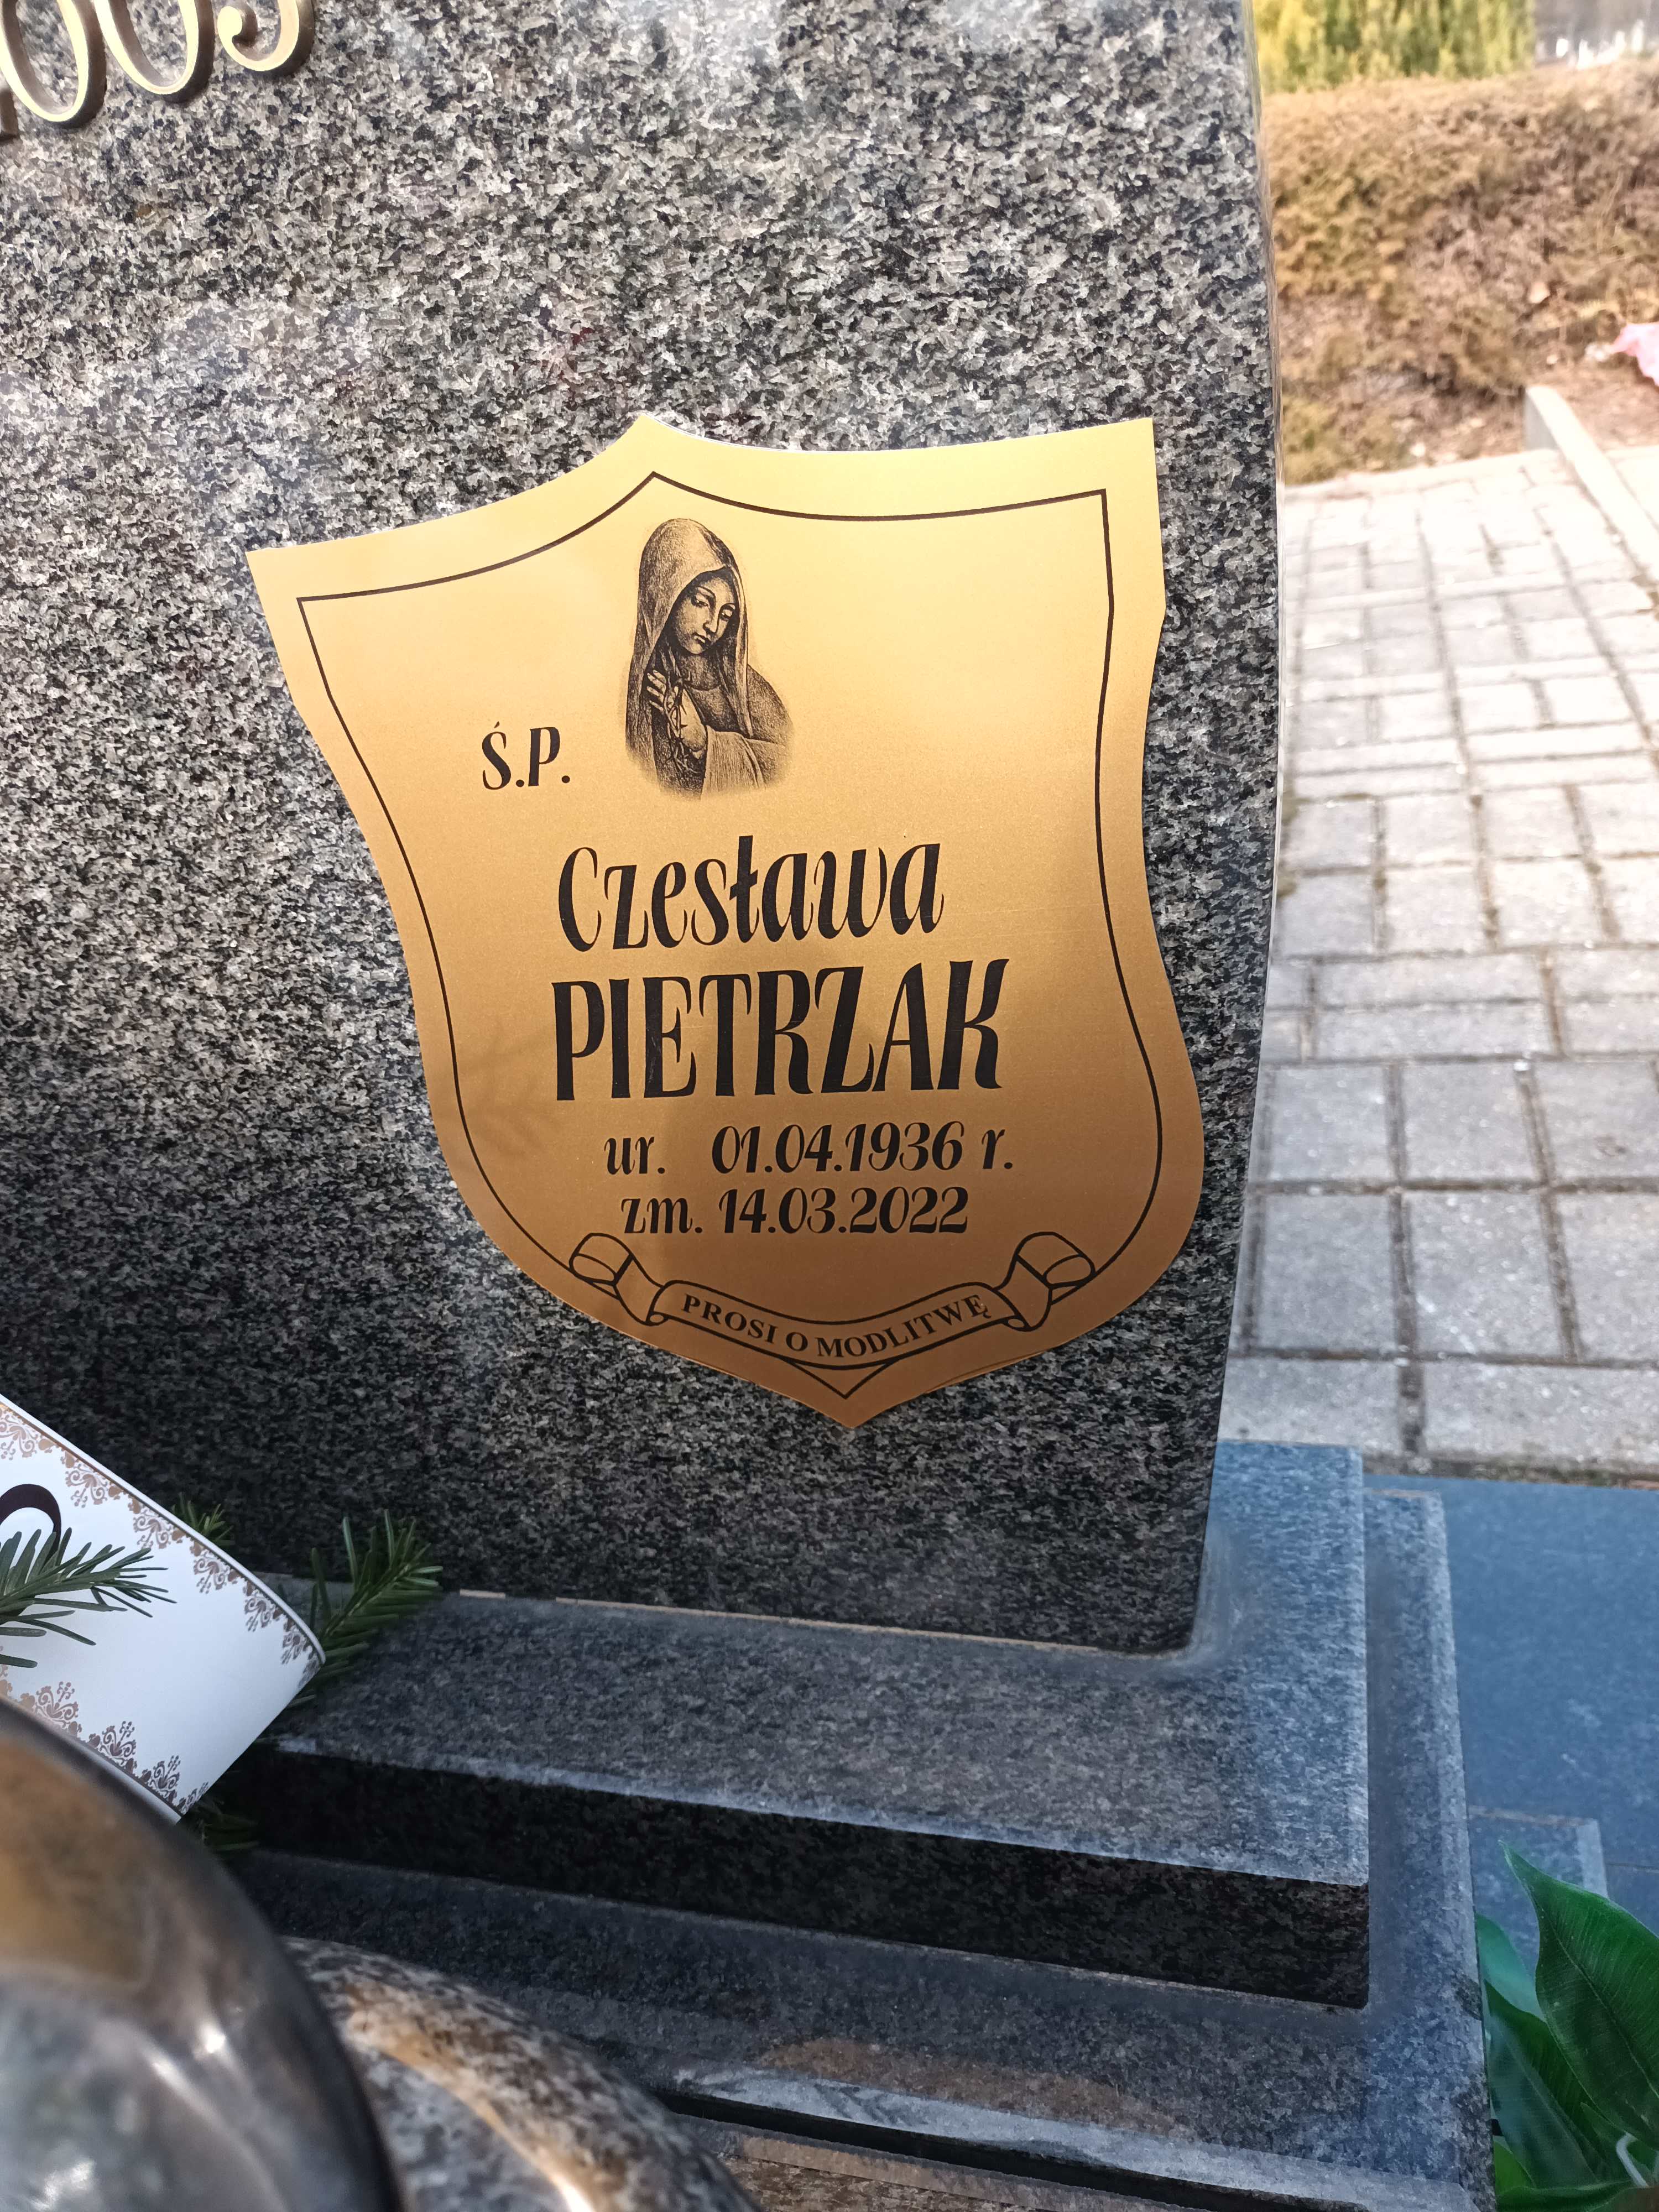 Ś.P.
Czesława
PIETRZAK
ur. 01.04.1936 r.
zm. 14.03.2022
PROSI O MODLITWĘ